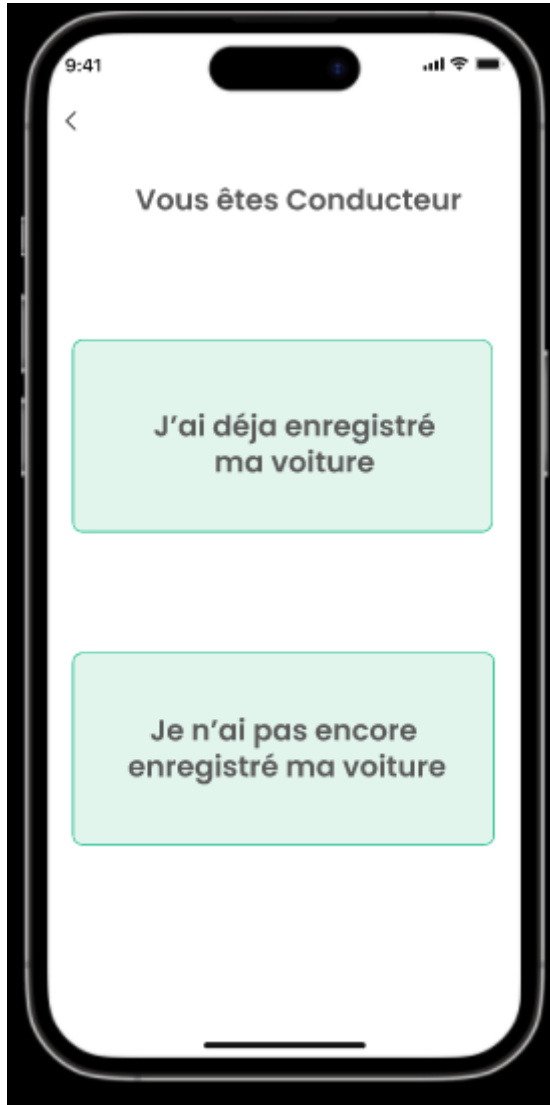 9:41
Vous êtes Conducteur
J’ai déja enregistré
ma voiture
Je n’ai pas encore
enregistré ma voiture